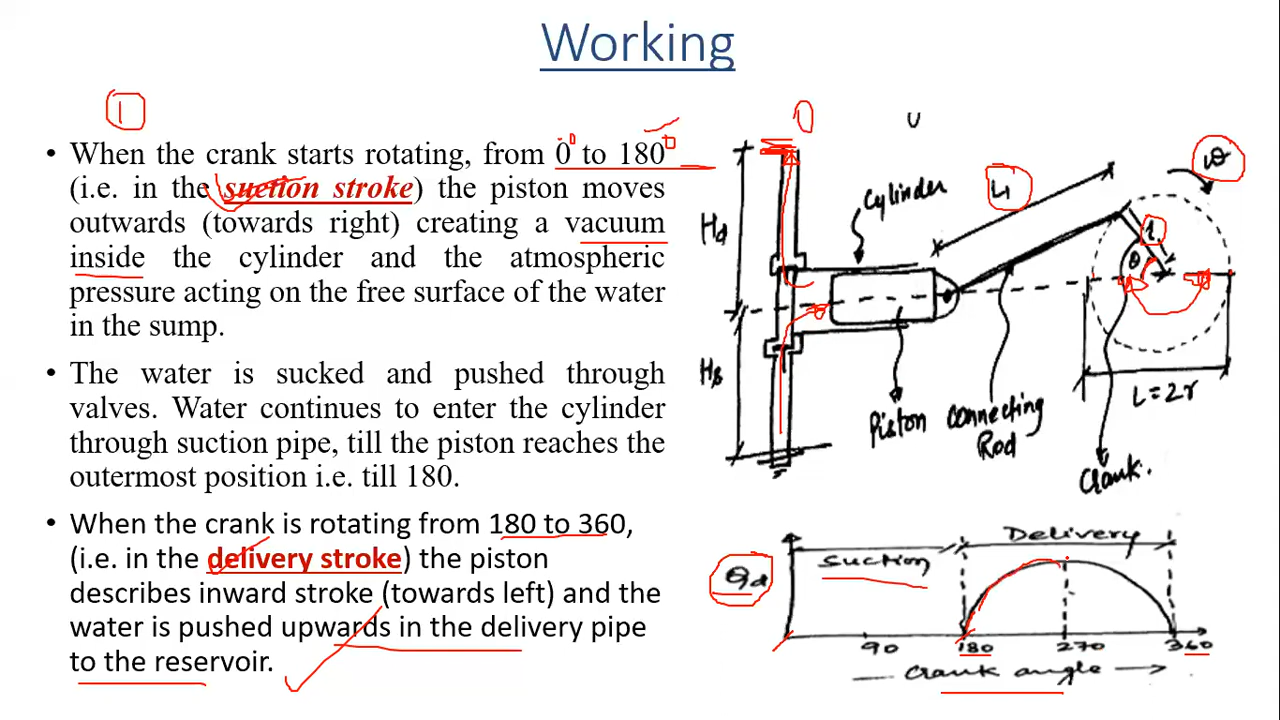 Working
• When the crank starts rotating, from 0° to 180°
(i.e. in the suction stroke) the piston moves
outwards (towards right) creating a vacuum
inside the cylinder and the atmospheric
pressure acting on the free surface of the water
in the sump.
• The water is sucked and pushed through
valves. Water continues to enter the cylinder
through suction pipe, till the piston reaches the
outermost position i.e. till 180.
• When the crank is rotating from 180 to 360,
(i.e. in the delivery stroke) the piston
describes inward stroke (towards left) and the
water is pushed upwards in the delivery pipe
to the reservoir.
1
Hd
Hs
Cylinder
L1
ω
r
θ
L=2r
Piston
Connecting
Rod
Crank.
Qd
Suction
Delivery
90
180
270
360
Crank angle